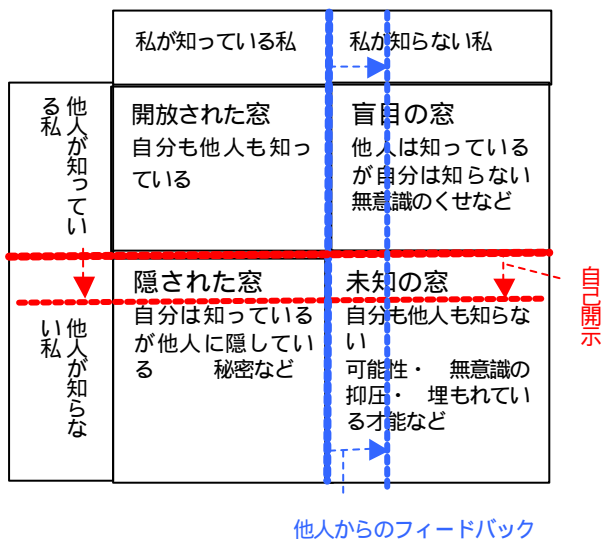 私が知っている私
私が知らない私
他人が知ってい
る私
開放された窓
自分も他人も知っ
ている
盲目の窓
他人は知っている
が自分は知らない
無意識のくせなど
他人が知らな
い私
隠された窓
自分は知っている
が他人に隠してい
る 秘密など
未知の窓
自分も他人も知らな
い
可能性・ 無意識の
抑圧・ 埋もれてい
る才能など
自己開示
他人からのフィードバック